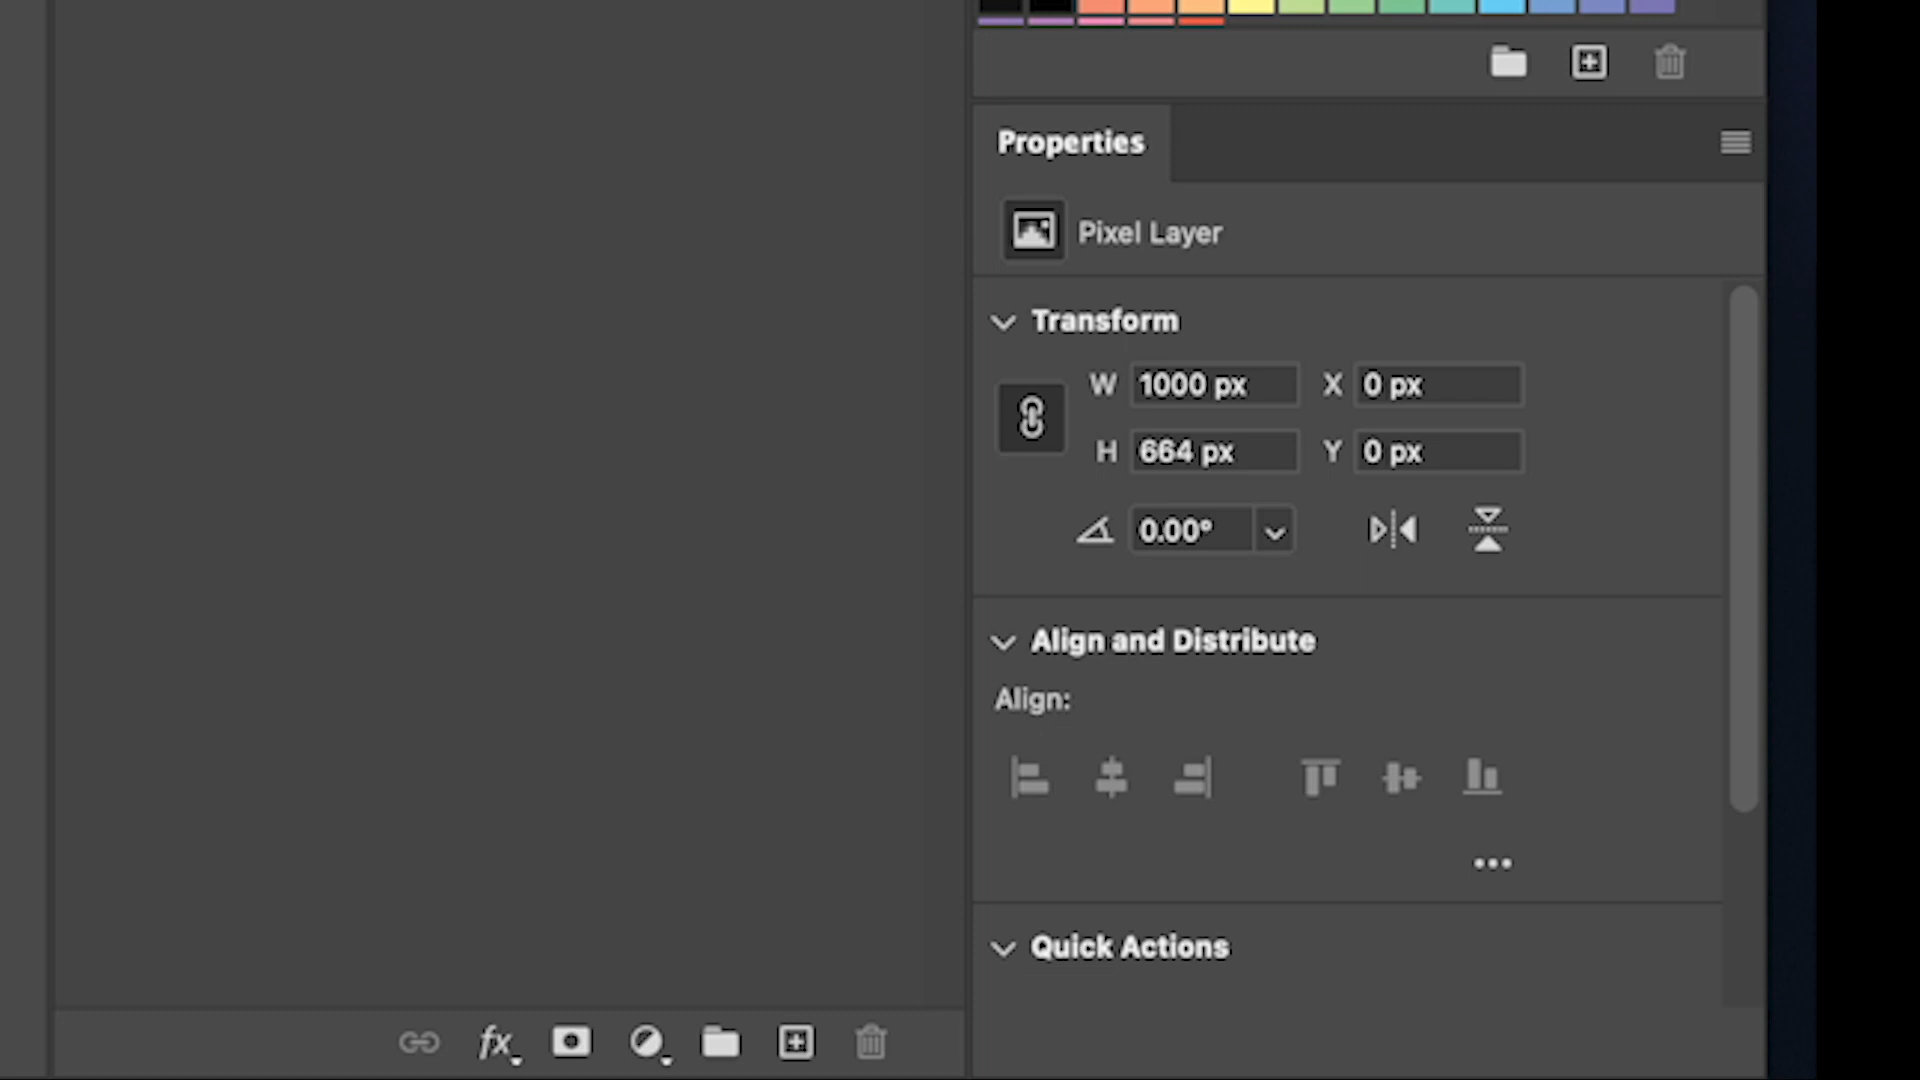 Properties
Pixel Layer
Transform
W 1000 px X 0 px
H 664 px Y 0 px
0.00°
Align and Distribute
Align:
Quick Actions
fx